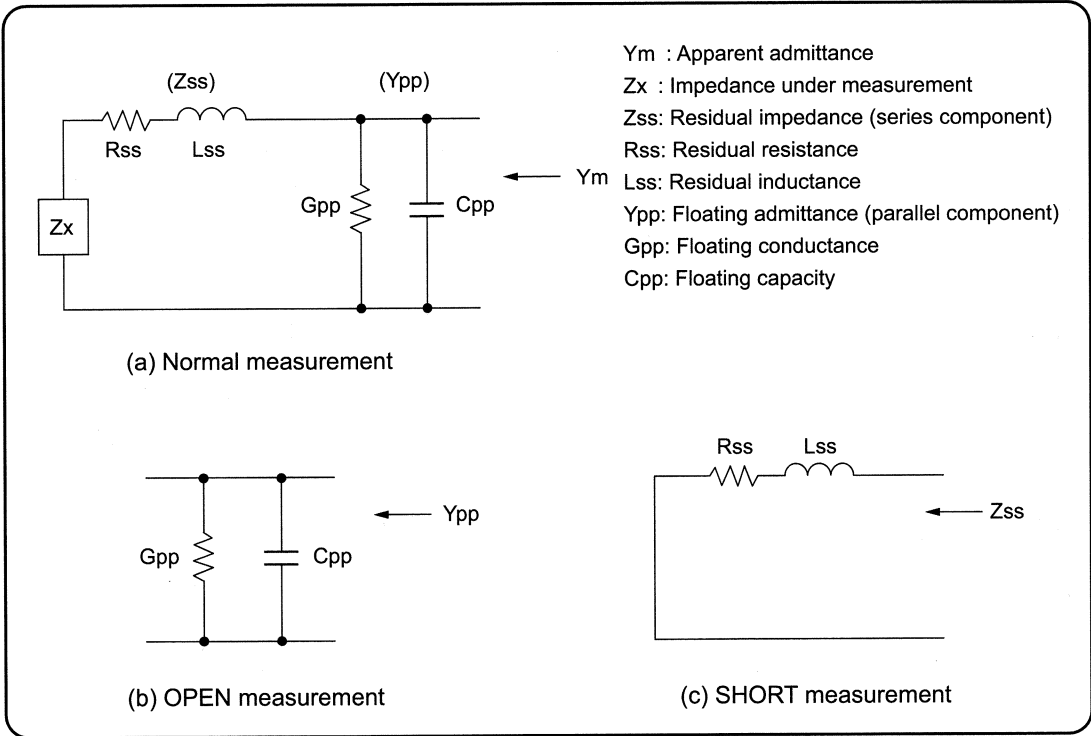 Ym : Apparent admittance
Zx : Impedance under measurement
Zss: Residual impedance (series component)
Rss: Residual resistance
Lss: Residual inductance
Ypp: Floating admittance (parallel component)
Gpp: Floating conductance
Cpp: Floating capacity
(Zss)
(Ypp)
Rss
Lss
Zx
Gpp
Cpp
Ym
(a) Normal measurement
Gpp
Cpp
Ypp
(b) OPEN measurement
Rss
Lss
Zss
(c) SHORT measurement